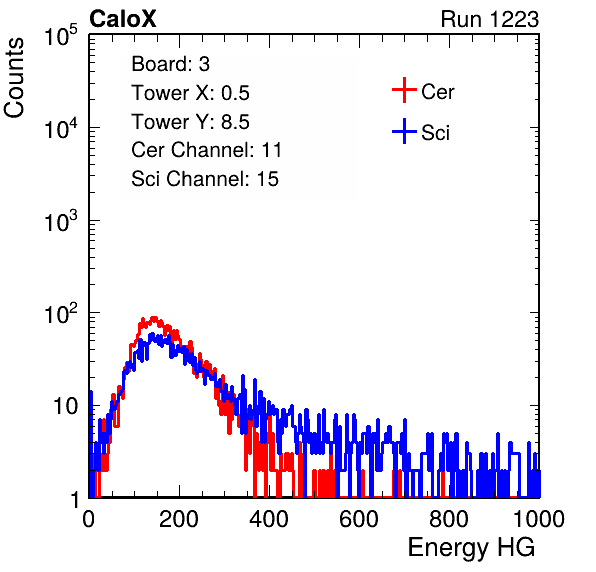 CaloX Run 1223
Counts
Board: 3
Tower X: 0.5
Tower Y: 8.5
Cer Channel: 11
Sci Channel: 15
Cer
Sci
10^5
10^4
10^3
10^2
10
1
0 200 400 600 800 1000
Energy HG